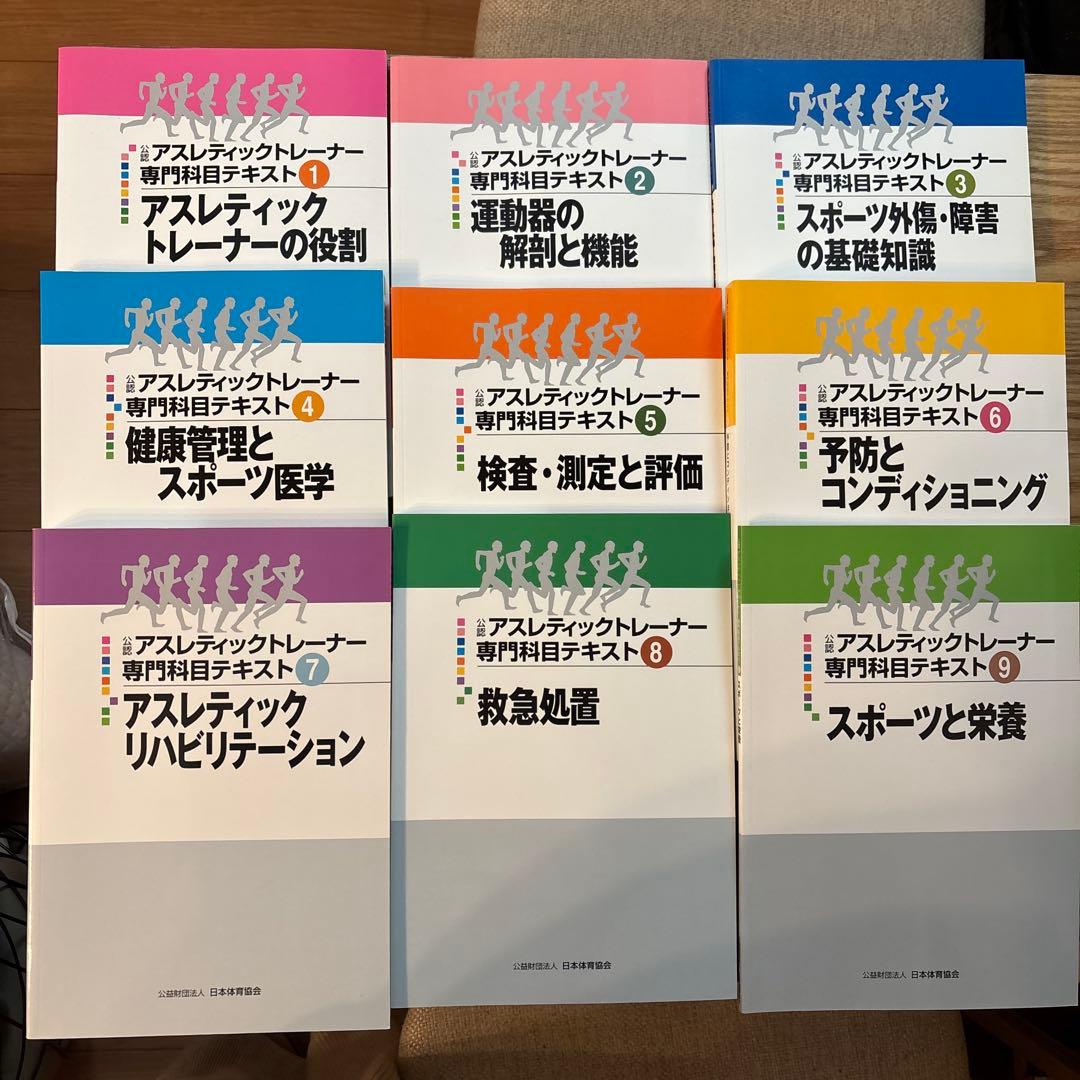 公認 アスレティックトレーナー
専門科目テキスト 1
アスレティック
トレーナーの役割
公認 アスレティックトレーナー
専門科目テキスト 2
運動器の
解剖と機能
公認 アスレティックトレーナー
専門科目テキスト 3
スポーツ外傷・障害
の基礎知識
公認 アスレティックトレーナー
専門科目テキスト 4
健康管理と
スポーツ医学
公認 アスレティックトレーナー
専門科目テキスト 5
検査・測定と評価
公認 アスレティックトレーナー
専門科目テキスト 6
予防と
コンディショニング
公認 アスレティックトレーナー
専門科目テキスト 7
アスレティック
リハビリテーション
公益財団法人 日本体育協会
公認 アスレティックトレーナー
専門科目テキスト 8
救急処置
公益財団法人 日本体育協会
公認 アスレティックトレーナー
専門科目テキスト 9
スポーツと栄養
公益財団法人 日本体育協会